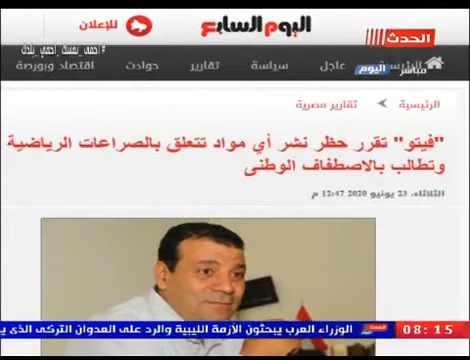 اليوم السابع
للإعلان
#احمى_نفسك_احمي_بلدك
الحدث
الرئيسية عاجل سياسة تقارير حوادث اقتصاد وبورصة
مباشر اليوم
الرئيسية تقارير مصرية
"فيتو" تقرر حظر نشر أي مواد تتعلق بالصراعات الرياضية
وتطالب بالاصطفاف الوطنى
الثلاثاء، 23 يونيو 2020 12:47 م
الوزراء العرب يبحثون الأزمة الليبية والرد على العدوان التركى الذى
08:15